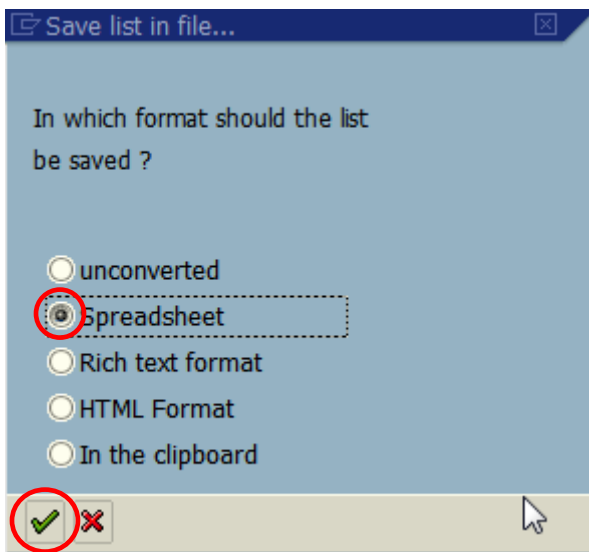 Save list in file...
In which format should the list
be saved ?
unconverted
Spreadsheet
Rich text format
HTML Format
In the clipboard